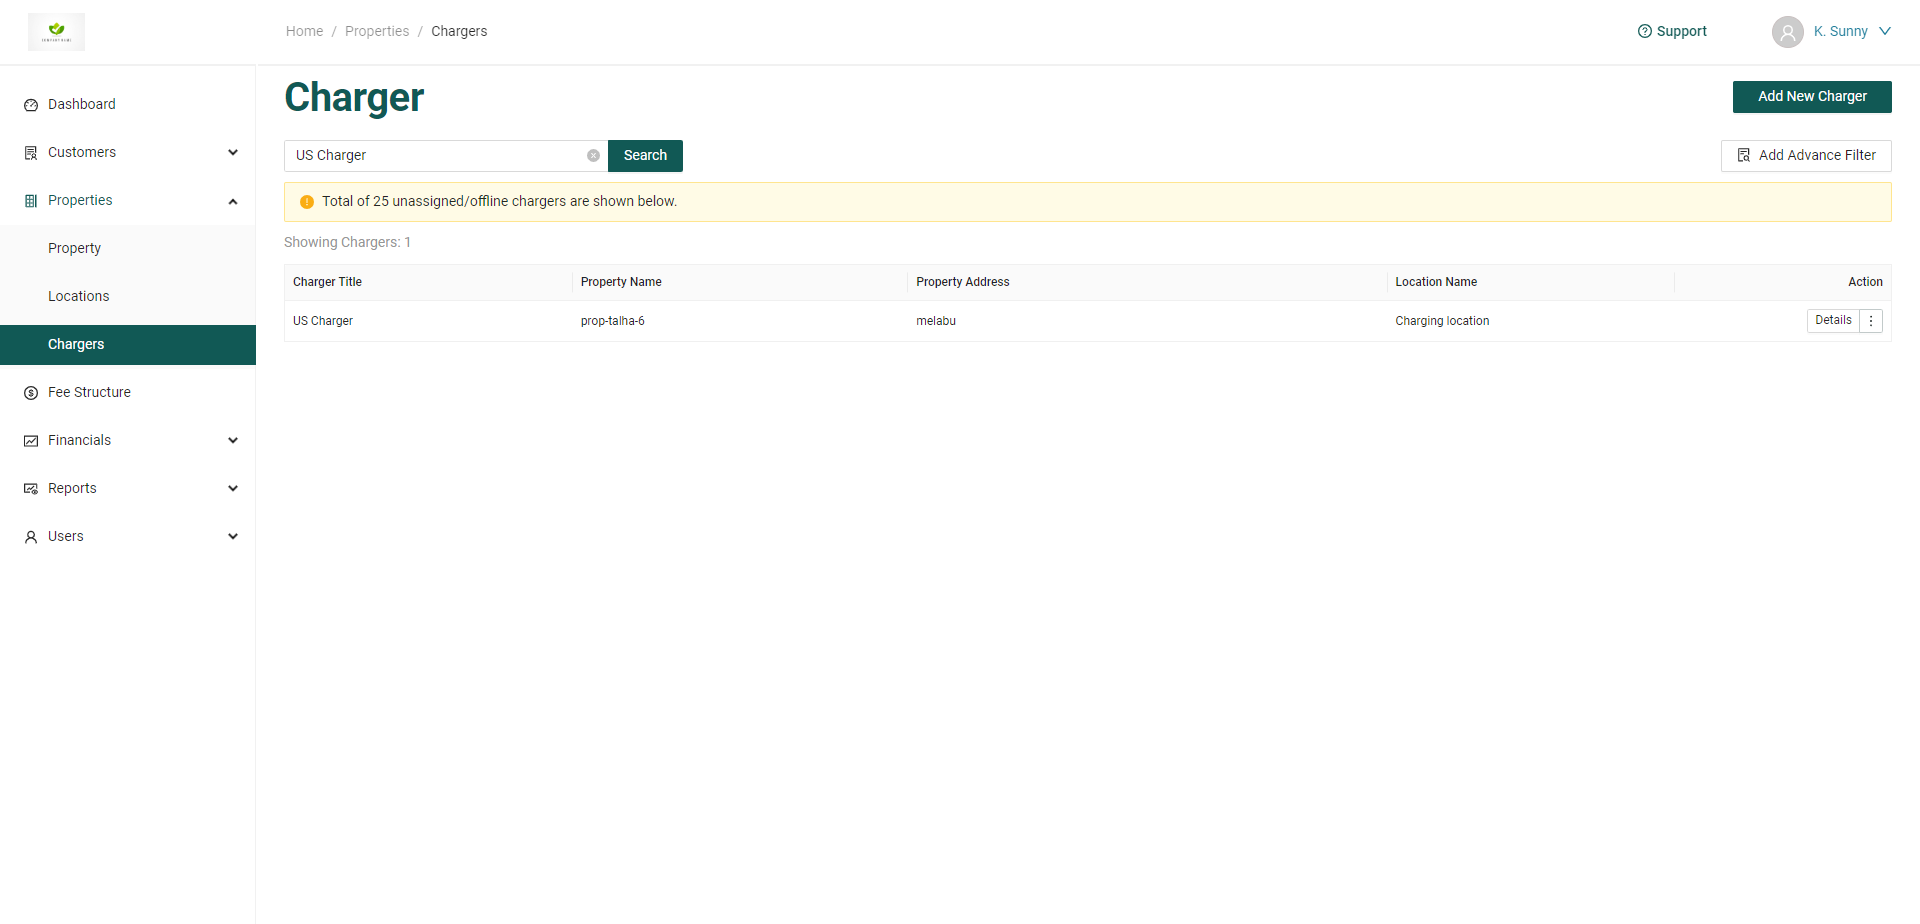 Home / Properties / Chargers
Support
K. Sunny
Dashboard
Customers
Properties
Property
Locations
Chargers
Fee Structure
Financials
Reports
Users
Charger
Add New Charger
US Charger
Search
Add Advance Filter
Total of 25 unassigned/offline chargers are shown below.
Showing Chargers: 1
Charger Title Property Name Property Address Location Name Action
US Charger prop-talha-6 melabu Charging location Details